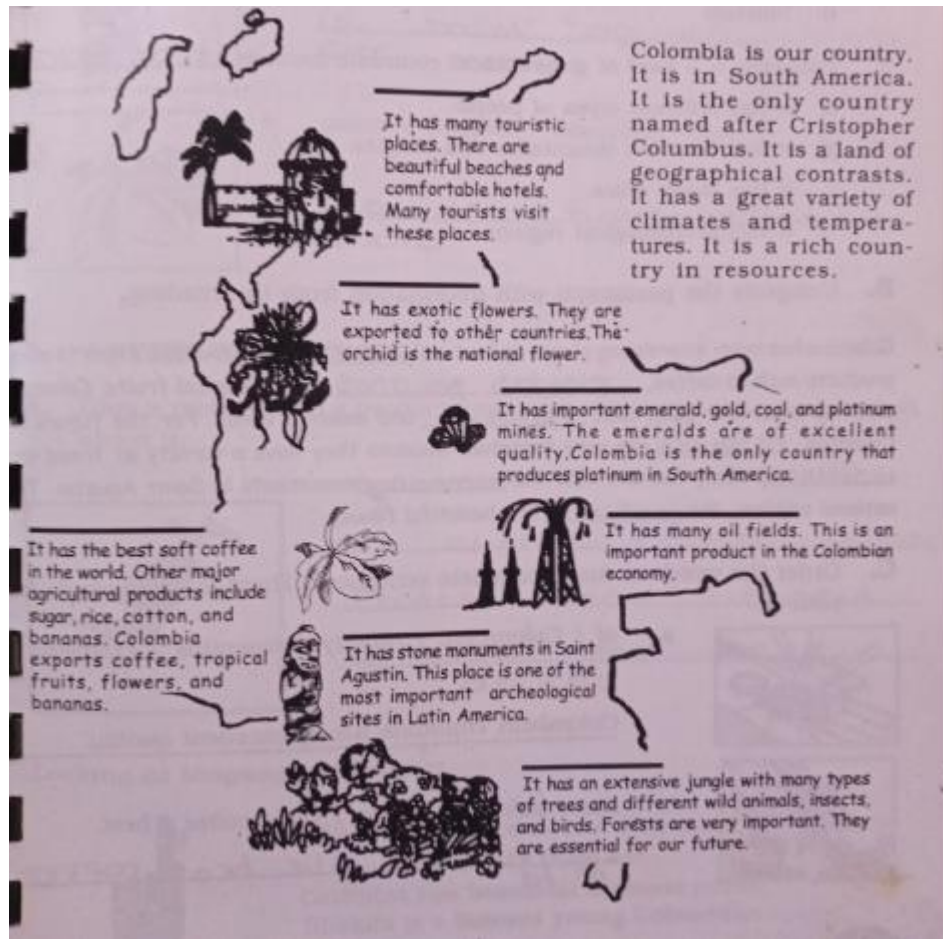 Colombia is our country.
It is in South America.
It is the only country
named after Cristopher
Columbus. It is a land of
geographical contrasts.
It has a great variety of
climates and tempera-
tures. It is a rich coun-
try in resources.
It has many touristic
places. There are
beautiful beaches and
comfortable hotels.
Many tourists visit
these places.
It has exotic flowers. They are
exported to other countries. The
orchid is the national flower.
It has important emerald, gold, coal, and platinum
mines. The emeralds are of excellent
quality. Colombia is the only country that
produces platinum in South America.
It has many oil fields. This is an
important product in the Colombian
economy.
It has the best soft coffee
in the world. Other major
agricultural products include
sugar, rice, cotton, and
bananas. Colombia
exports coffee, tropical
fruits, flowers, and
bananas.
It has stone monuments in Saint
Agustin. This place is one of the
most important archeological
sites in Latin America.
It has an extensive jungle with many types
of trees and different wild animals, insects,
and birds. Forests are very important. They
are essential for our future.